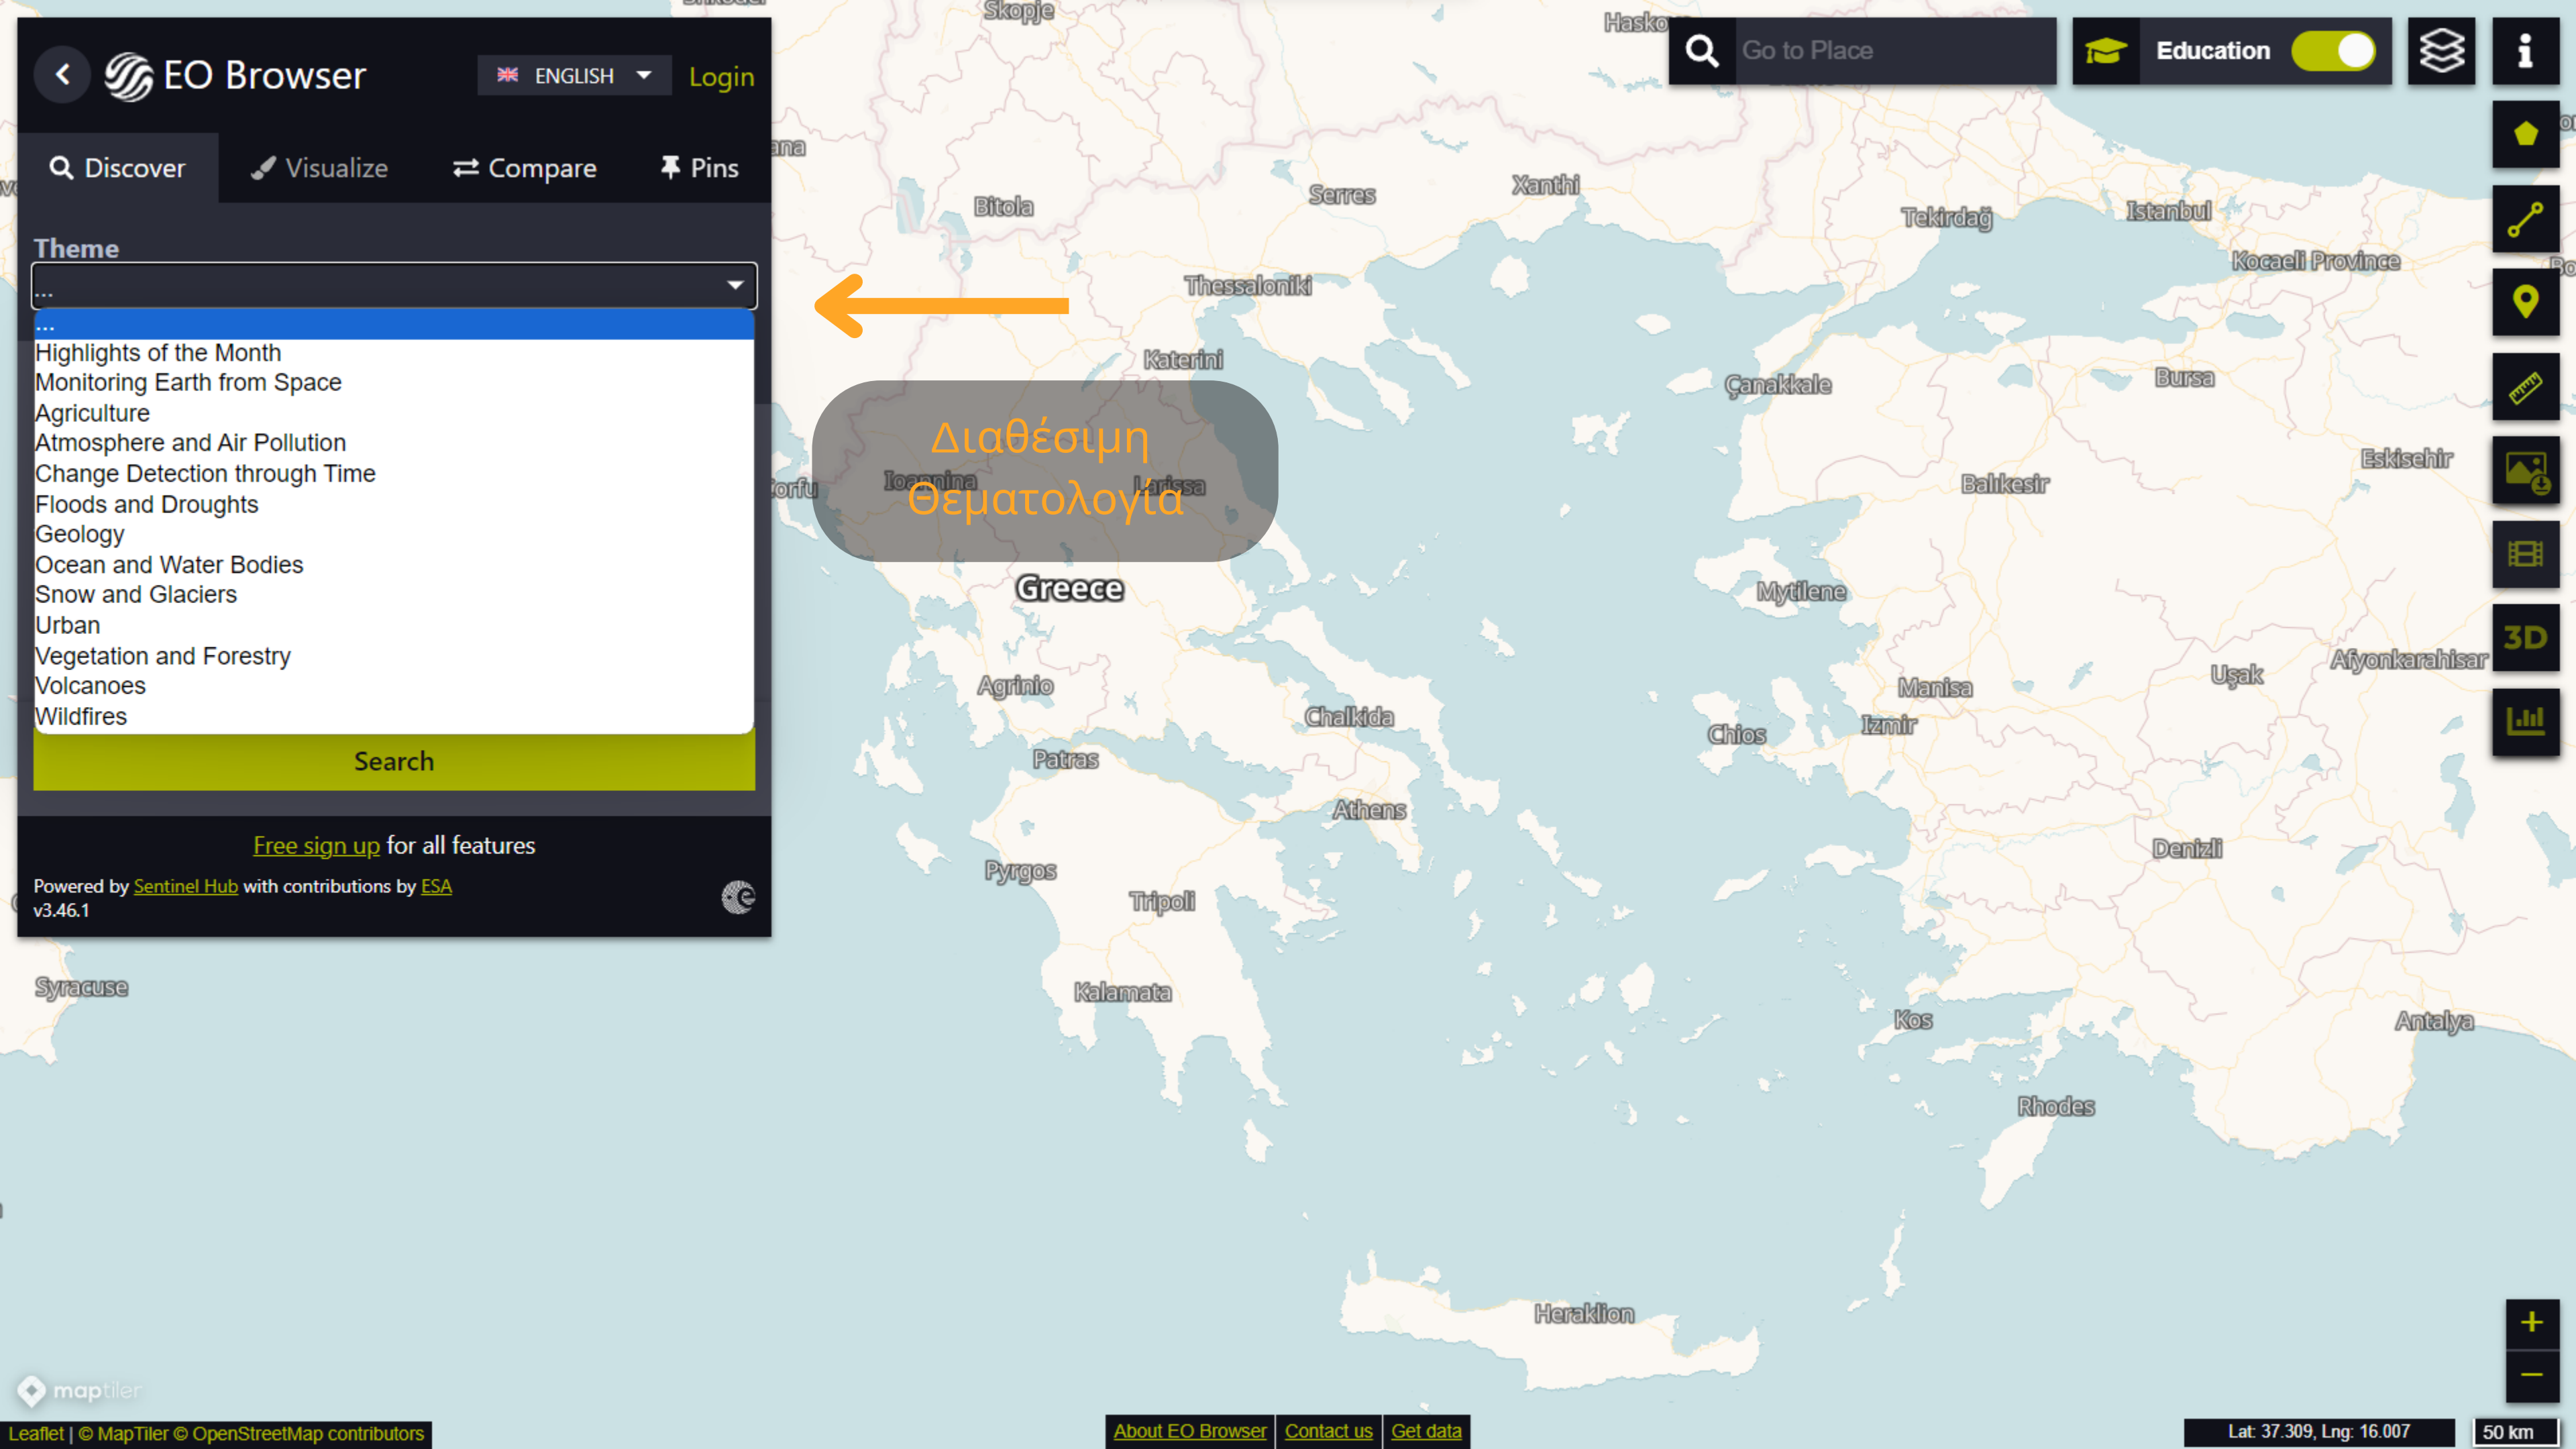 EO Browser
ENGLISH
Login
Discover
Visualize
Compare
Pins
Theme
...
...
Highlights of the Month
Monitoring Earth from Space
Agriculture
Atmosphere and Air Pollution
Change Detection through Time
Floods and Droughts
Geology
Ocean and Water Bodies
Snow and Glaciers
Urban
Vegetation and Forestry
Volcanoes
Wildfires
Search
Free sign up for all features
Powered by Sentinel Hub with contributions by ESA
v3.46.1
Διαθέσιμη
Θεματολογία
Go to Place
Education
3D
Skopje
Bitola
Serres
Xanthi
Tekirdağ
Istanbul
Kocaeli Province
Thessaloniki
Katerini
Çanakkale
Bursa
Eskisehir
Ioannina
Larissa
Balıkesir
Greece
Mytilene
Afyonkarahisar
Agrinio
Manisa
Uşak
Chalkida
Chios
Izmir
Patras
Athens
Denizli
Pyrgos
Tripoli
Syracuse
Kalamata
Kos
Antalya
Rhodes
Heraklion
maptiler
Leaflet | © MapTiler © OpenStreetMap contributors
About EO Browser
Contact us
Get data
Lat: 37.309, Lng: 16.007
50 km